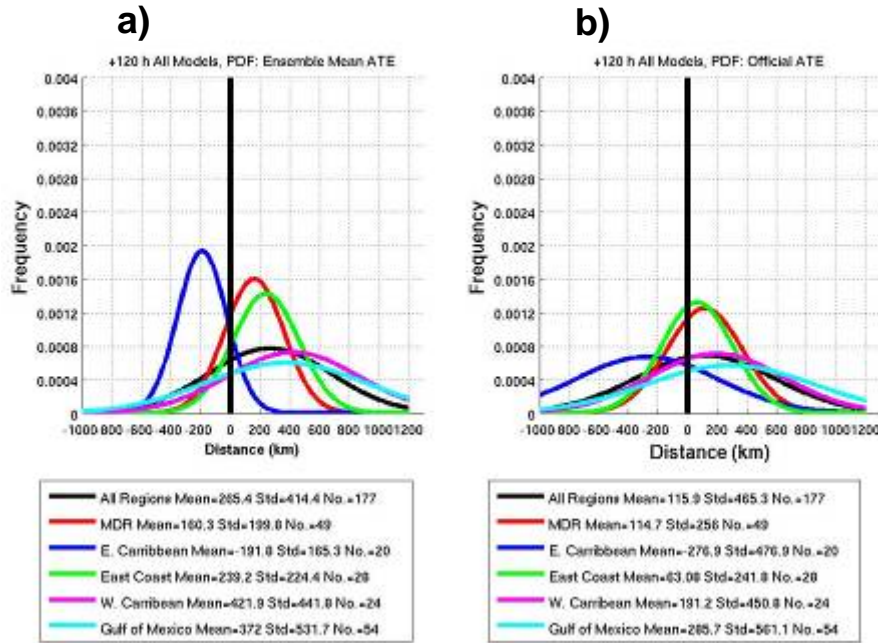 a)
+120 h All Models, PDF: Ensemble Mean ATE
0.004
0.0036
0.0032
0.0028
0.0024
0.002
0.0016
0.0012
0.0008
0.0004
0
Frequency
-1000 800 -600 -400 -200 0 200 400 600 800 1000 1200
Distance (km)
All Regions Mean=265.4 Std=414.4 No.=177
MDR Mean=160.3 Std=199.8 No.=49
E. Carribbean Mean=-191.8 Std=165.3 No.=20
East Coast Mean=239.2 Std=224.4 No.=28
W. Carribean Mean=421.9 Std=441.8 No.=24
Gulf of Mexico Mean=372 Std=531.7 No.=54
b)
+120 h All Models, PDF: Official ATE
0.004
0.0036
0.0032
0.0028
0.0024
0.002
0.0016
0.0012
0.0008
0.0004
0
Frequency
-1000 800 -600 -400 -200 0 200 400 600 800 1000 1200
Distance (km)
All Regions Mean=115.9 Std=465.3 No.=177
MDR Mean=114.7 Std=256 No.=49
E. Carribbean Mean=-276.9 Std=476.9 No.=20
East Coast Mean=63.08 Std=241.8 No.=28
W. Carribean Mean=191.2 Std=450.8 No.=24
Gulf of Mexico Mean=285.7 Std=561.1 No.=54